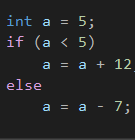 int a = 5;
if (a < 5)
    a = a + 12,
else
    a = a - 7;